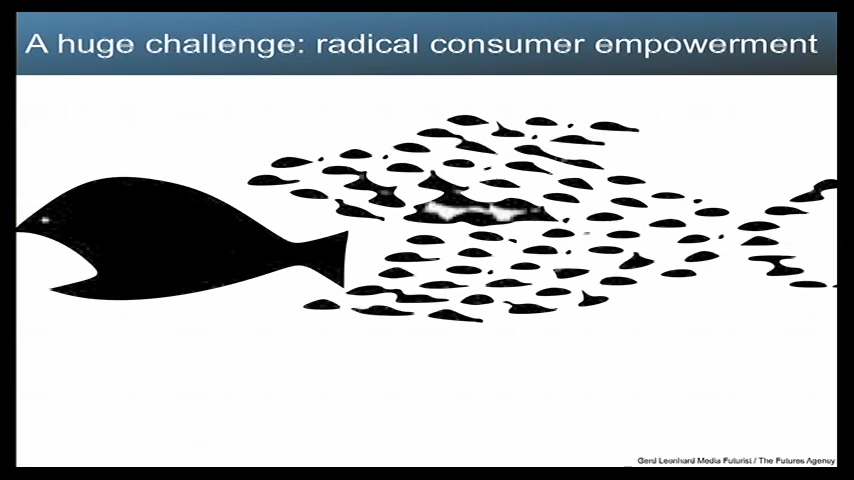 A huge challenge: radical consumer empowerment
Gerd Leonhard Media Futurist / The Futures Agency